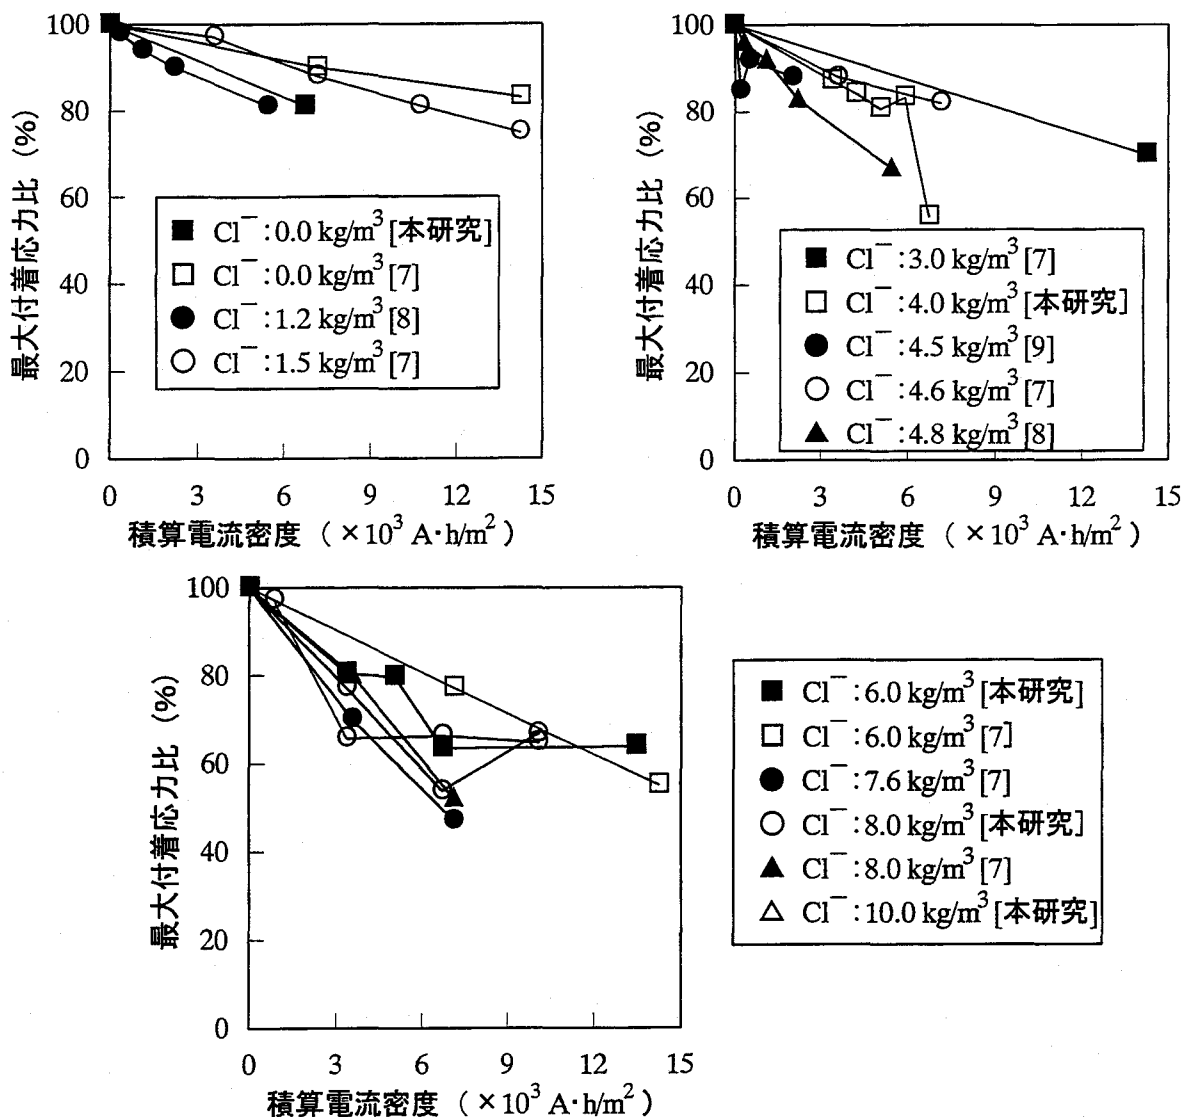 最大付着応力比 (%)
100
80
60
40
20
0
■ Cl⁻:0.0 kg/m³ [本研究]
□ Cl⁻:0.0 kg/m³ [7]
● Cl⁻:1.2 kg/m³ [8]
○ Cl⁻:1.5 kg/m³ [7]
0 3 6 9 12 15
積算電流密度 (×10³ A·h/m²)
最大付着応力比 (%)
100
80
60
40
20
0
■ Cl⁻:3.0 kg/m³ [7]
□ Cl⁻:4.0 kg/m³ [本研究]
● Cl⁻:4.5 kg/m³ [9]
○ Cl⁻:4.6 kg/m³ [7]
▲ Cl⁻:4.8 kg/m³ [8]
0 3 6 9 12 15
積算電流密度 (×10³ A·h/m²)
最大付着応力比 (%)
100
80
60
40
20
0
0 3 6 9 12 15
積算電流密度 (×10³ A·h/m²)
■ Cl⁻:6.0 kg/m³ [本研究]
□ Cl⁻:6.0 kg/m³ [7]
● Cl⁻:7.6 kg/m³ [7]
○ Cl⁻:8.0 kg/m³ [本研究]
▲ Cl⁻:8.0 kg/m³ [7]
△ Cl⁻:10.0 kg/m³ [本研究]